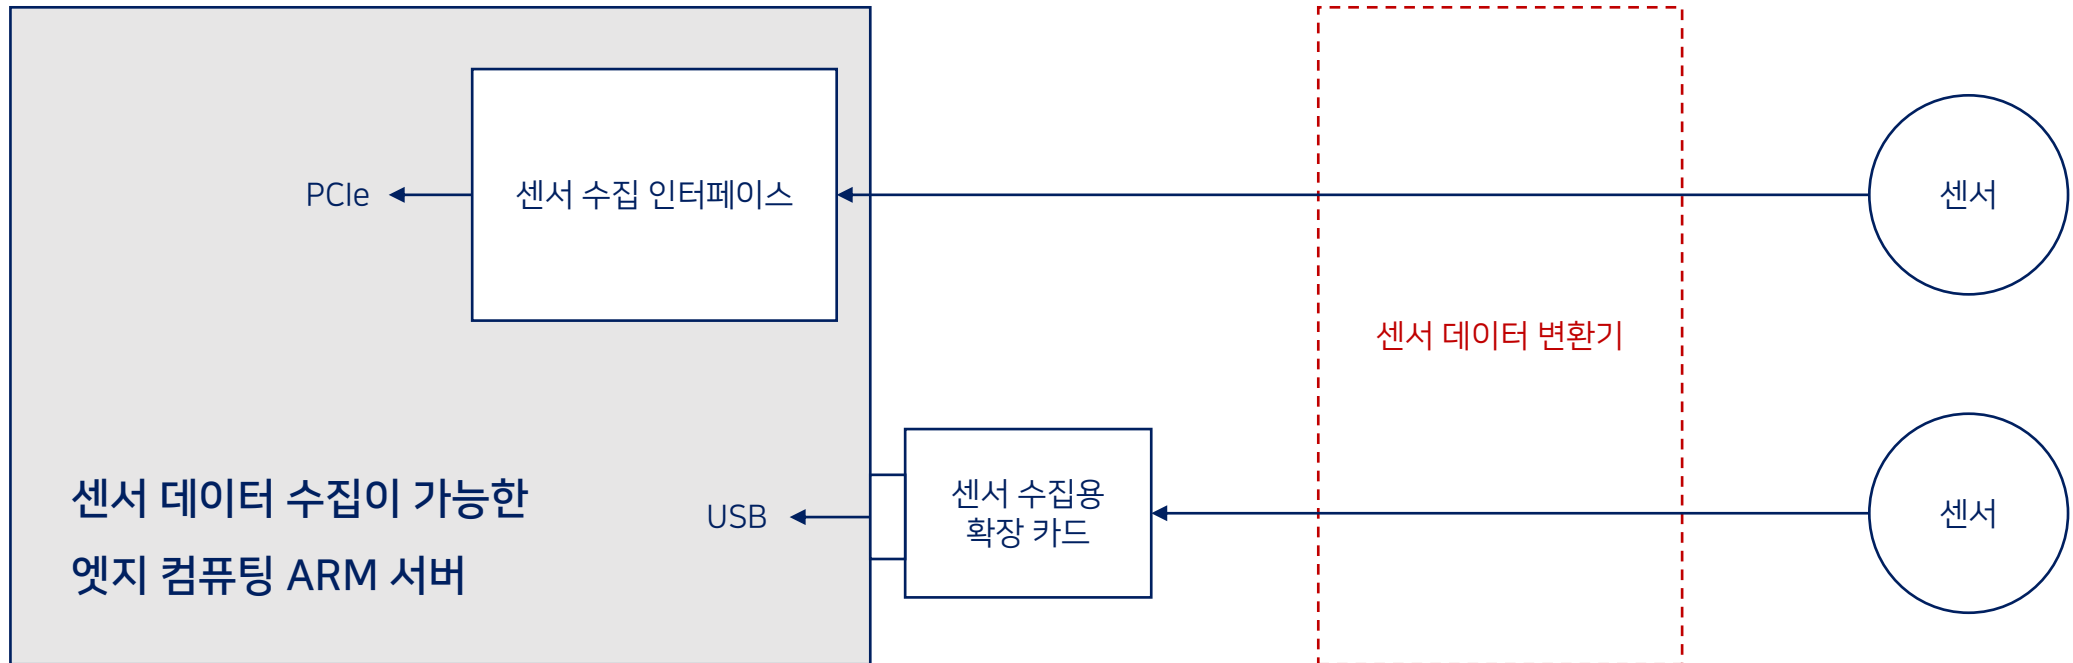 PCIe
센서 수집 인터페이스
센서
센서 데이터 변환기
센서 데이터 수집이 가능한
엣지 컴퓨팅 ARM 서버
USB
센서 수집용
확장 카드
센서